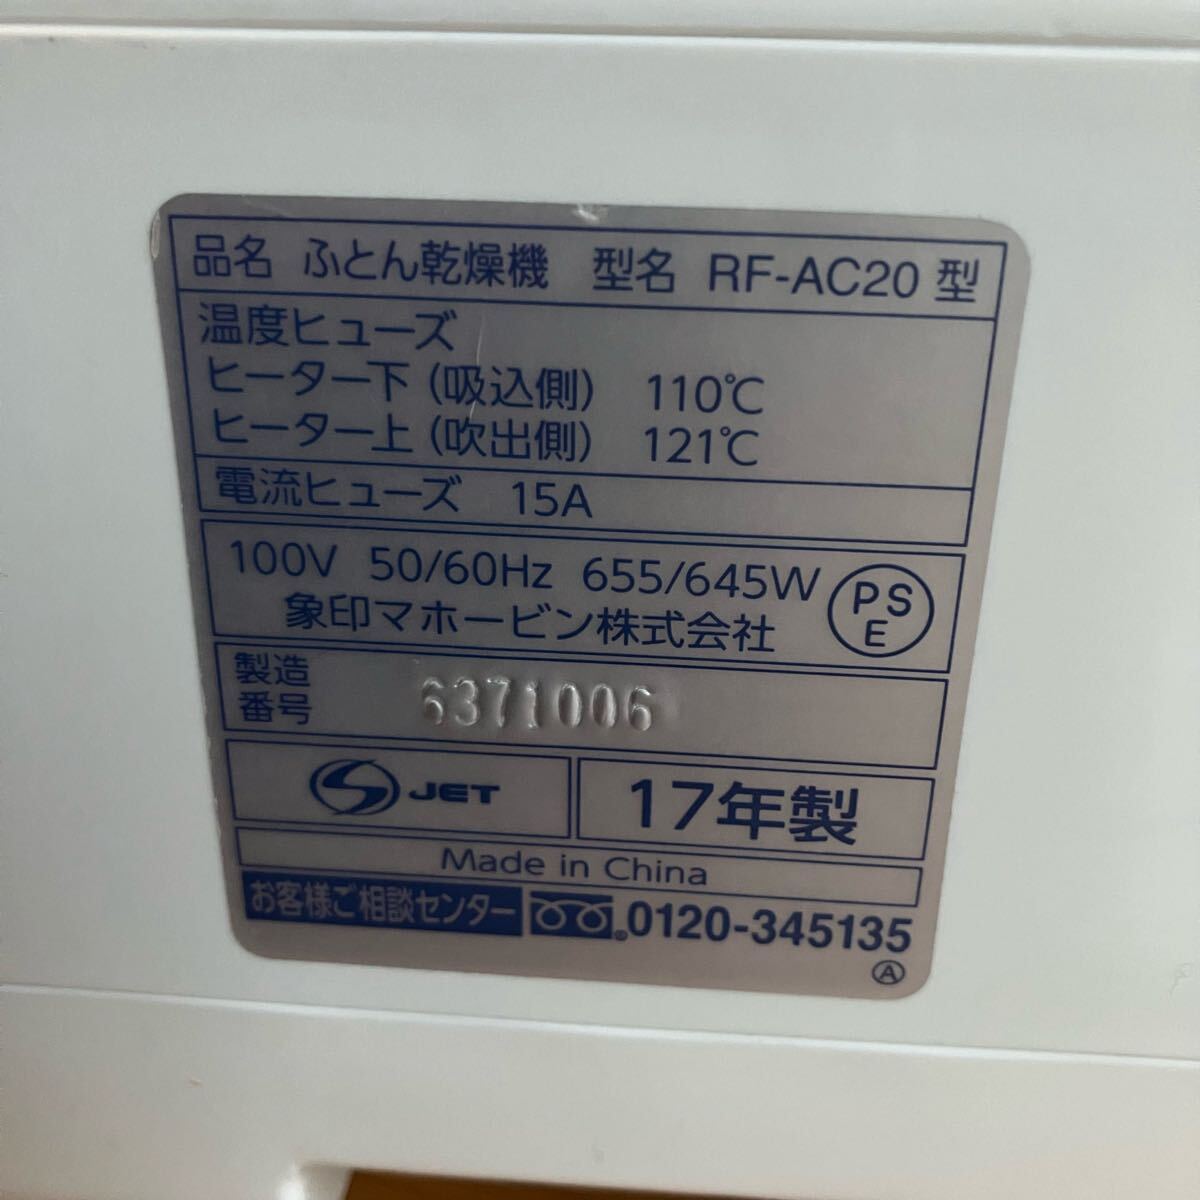 品名 ふとん乾燥機 型名 RF-AC20 型
温度ヒューズ
ヒーター下(吸込側) 110℃
ヒーター上(吹出側) 121℃
電流ヒューズ 15A
100V 50/60Hz 655/645W
象印マホービン株式会社
PSE
製造
番号 6371006
S JET
17年製
Made in China
お客様ご相談センター ®0120-345135
Ⓐ